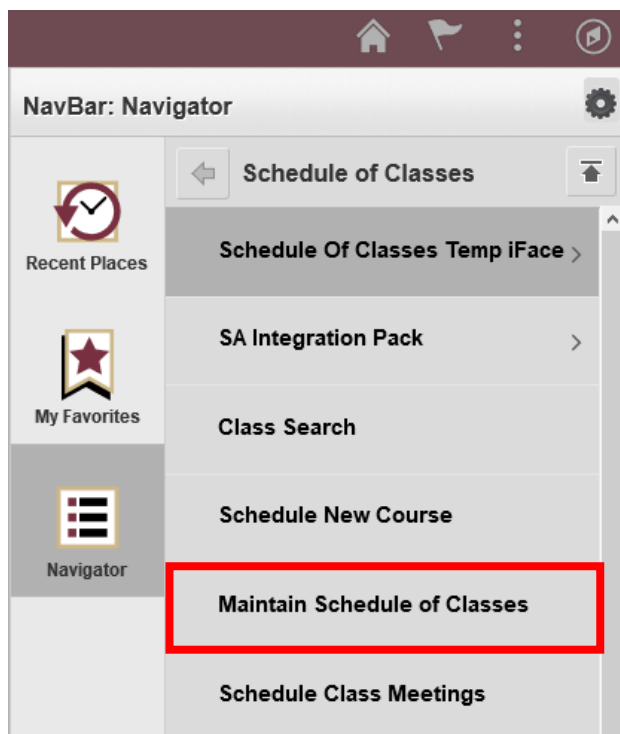 NavBar: Navigator
Schedule of Classes
Recent Places
Schedule Of Classes Temp iFace
SA Integration Pack
My Favorites
Class Search
Schedule New Course
Navigator
Maintain Schedule of Classes
Schedule Class Meetings